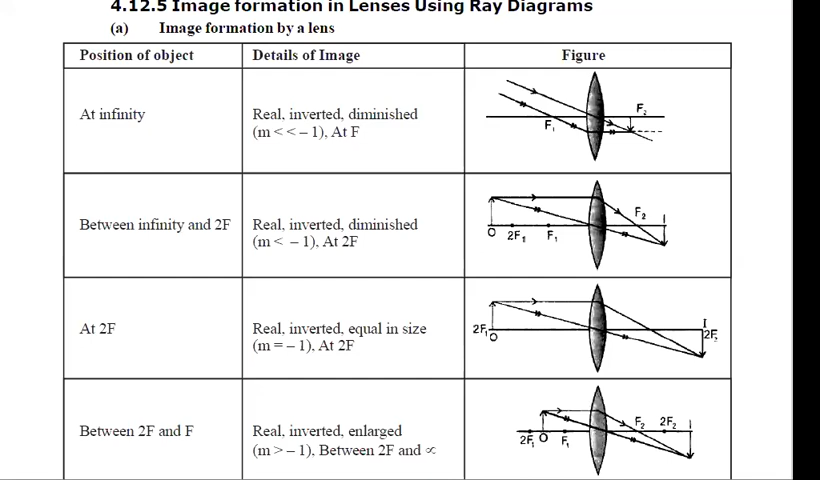 4.12.5 Image formation in Lenses Using Ray Diagrams
(a) Image formation by a lens
Position of object Details of Image Figure
At infinity
Real, inverted, diminished
(m < < – 1), At F
F₁ F₂
Between infinity and 2F
Real, inverted, diminished
(m < – 1), At 2F
O 2F₁ F₁ F₂ I
At 2F
Real, inverted, equal in size
(m = – 1), At 2F
2F₁ O I 2F₂
Between 2F and F
Real, inverted, enlarged
(m > – 1), Between 2F and ∝
2F₁ O F₁ F₂ 2F₂ I